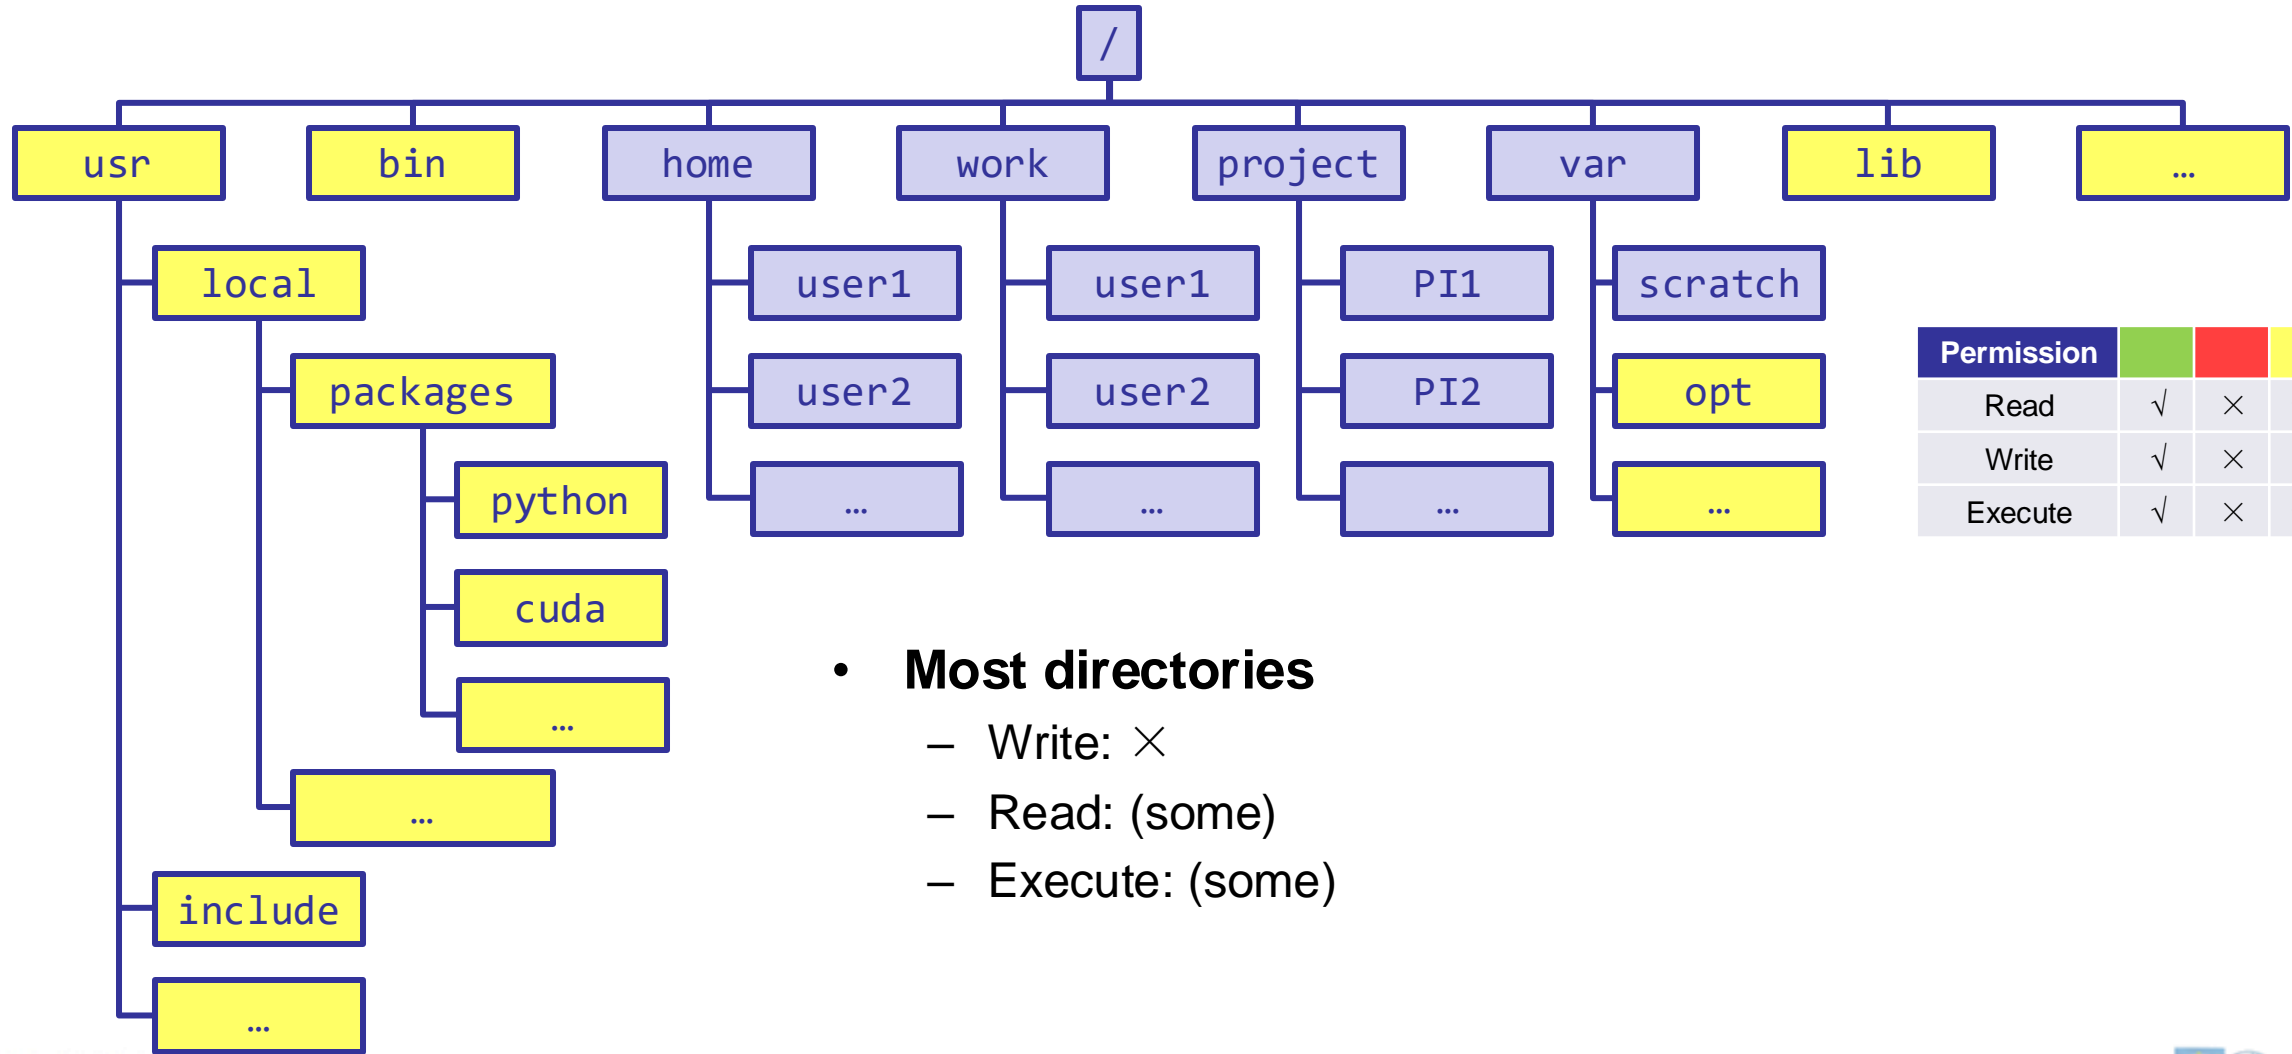 /
usr bin home work project var lib …
local user1 user1 PI1 scratch
packages user2 user2 PI2 opt
python … … … …
cuda
…
…
include
…
Permission
Read √ ×
Write √ ×
Execute √ ×
• Most directories
– Write: ×
– Read: (some)
– Execute: (some)